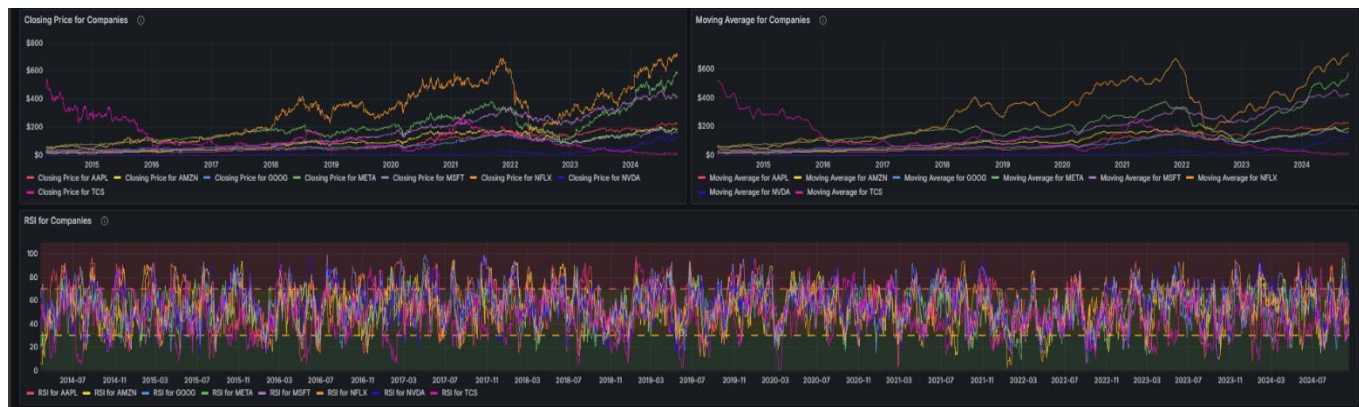 Closing Price for Companies
$800
$600
$400
$200
$0
2015 2016 2017 2018 2019 2020 2021 2022 2023 2024
Closing Price for AAPL Closing Price for AMZN Closing Price for GOOG Closing Price for META Closing Price for MSFT Closing Price for NFLX Closing Price for NVDA
Closing Price for TCS
Moving Average for Companies
$600
$400
$200
$0
2015 2016 2017 2018 2019 2020 2021 2022 2023 2024
Moving Average for AAPL Moving Average for AMZN Moving Average for GOOG Moving Average for META Moving Average for MSFT Moving Average for NFLX
Moving Average for NVDA Moving Average for TCS
RSI for Companies
100
80
60
40
20
0
2014-07 2014-11 2015-03 2015-07 2015-11 2016-03 2016-07 2016-11 2017-03 2017-07 2017-11 2018-03 2018-07 2018-11 2019-03 2019-07 2019-11 2020-03 2020-07 2020-11 2021-03 2021-07 2021-11 2022-03 2022-07 2022-11 2023-03 2023-07 2023-11 2024-03 2024-07
RSI for AAPL RSI for AMZN RSI for GOOG RSI for META RSI for MSFT RSI for NFLX RSI for NVDA RSI for TCS